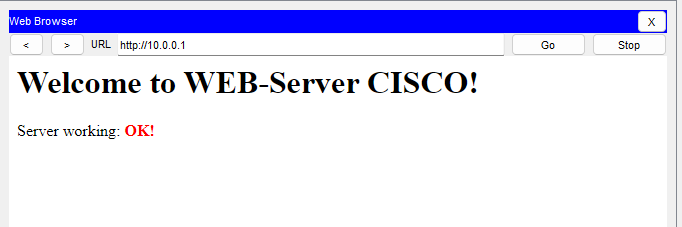 Web Browser X
< > URL http://10.0.0.1 Go Stop
Welcome to WEB-Server CISCO!
Server working: OK!